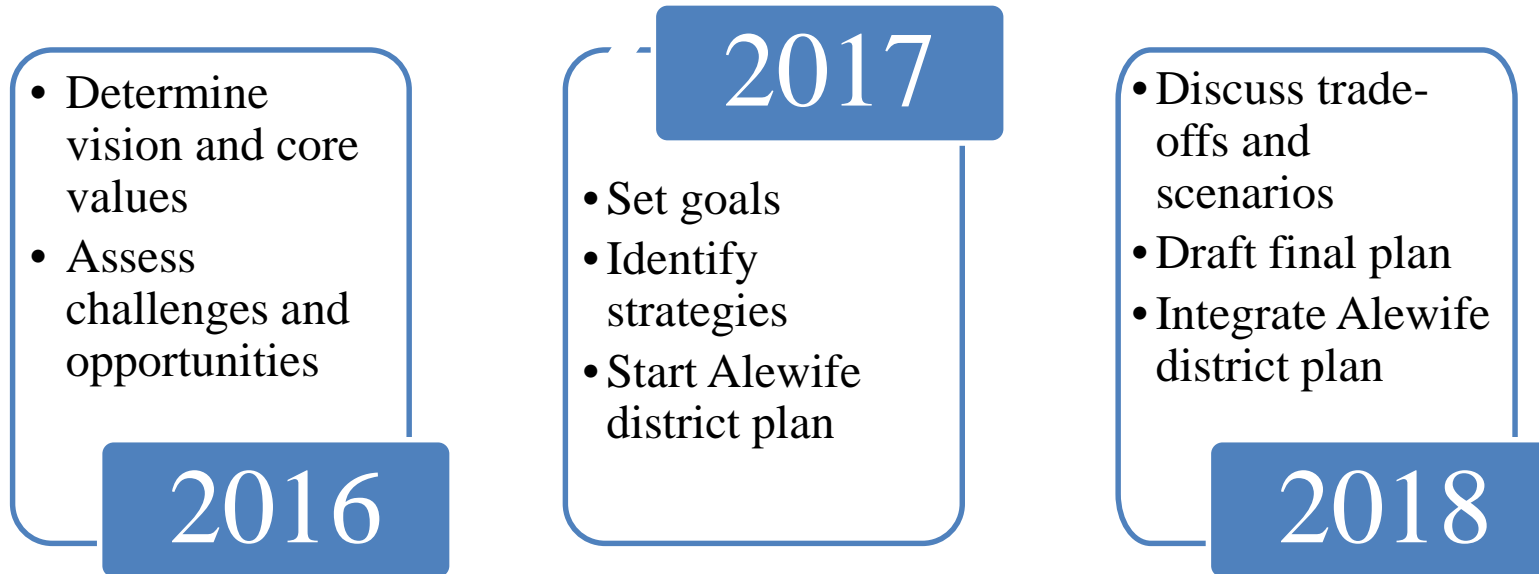 • Determine
vision and core
values
• Assess
challenges and
opportunities
2016
2017
• Set goals
• Identify
strategies
• Start Alewife
district plan
• Discuss trade-
offs and
scenarios
• Draft final plan
• Integrate Alewife
district plan
2018